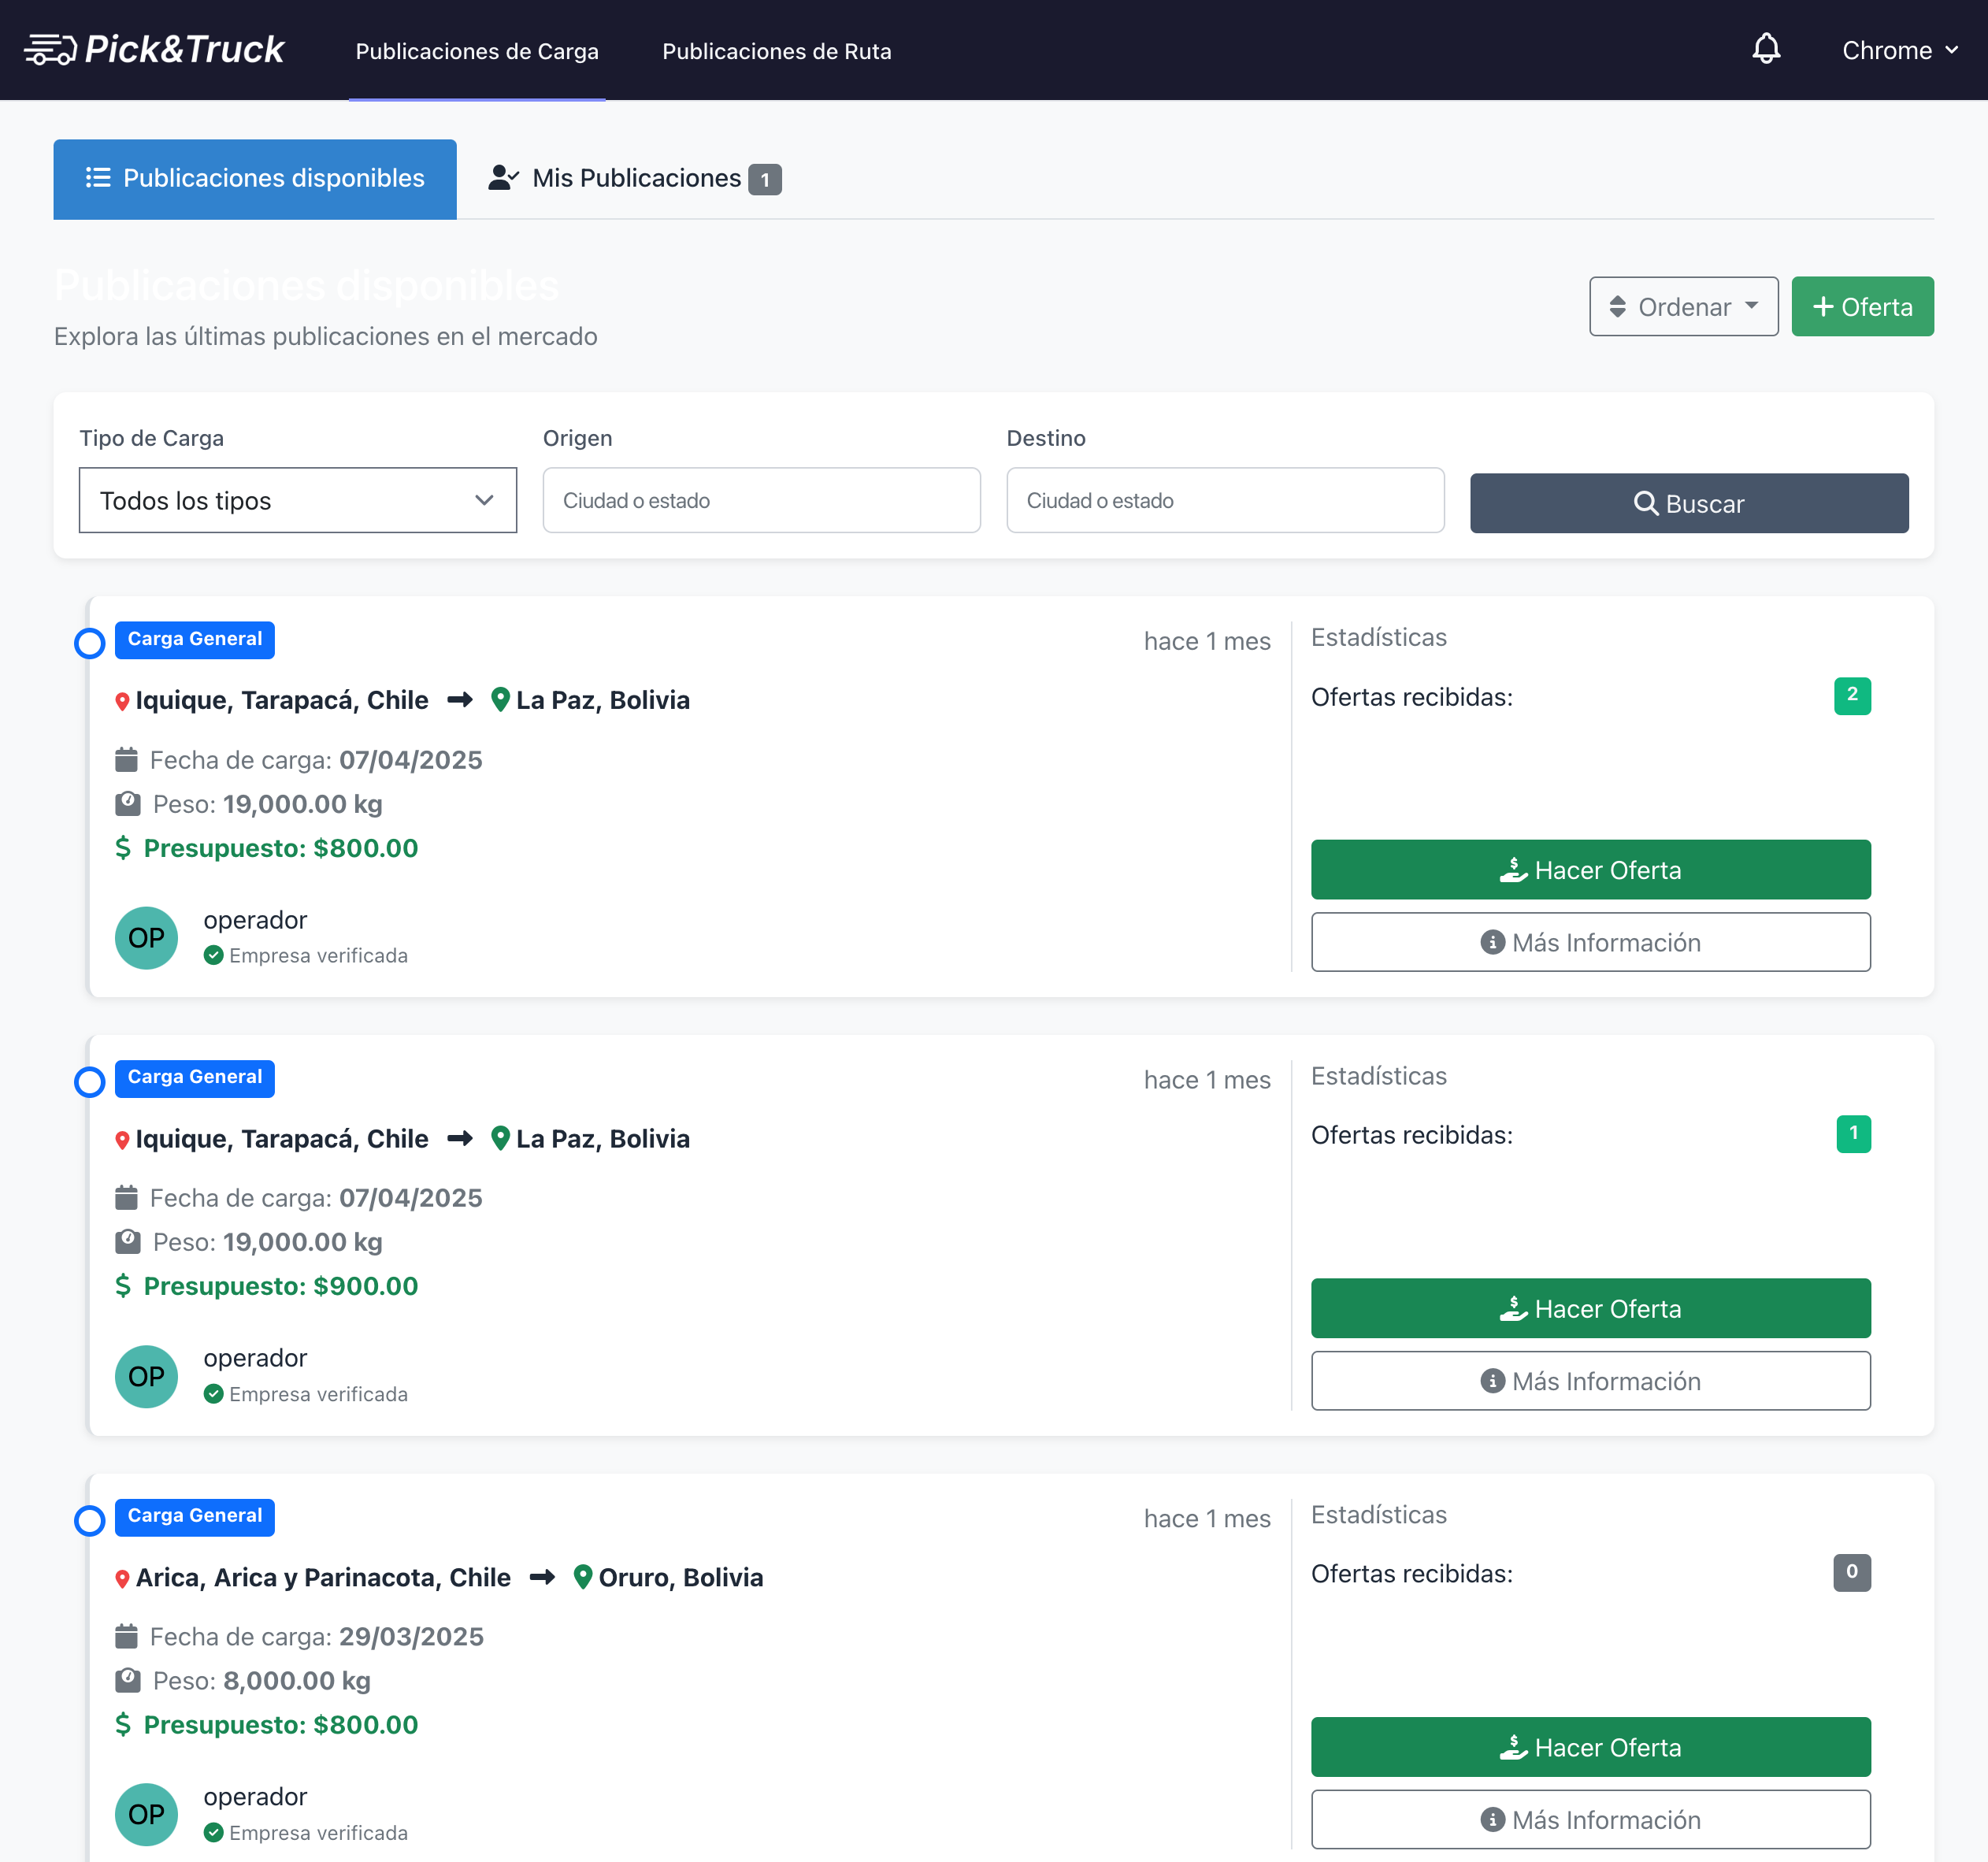 Pick&Truck Publicaciones de Carga Publicaciones de Ruta Chrome
Publicaciones disponibles Mis Publicaciones 1
Publicaciones disponibles
Explora las últimas publicaciones en el mercado
Ordenar + Oferta
Tipo de Carga Origen Destino
Todos los tipos Ciudad o estado Ciudad o estado Buscar
Carga General hace 1 mes
Iquique, Tarapacá, Chile → La Paz, Bolivia
Fecha de carga: 07/04/2025
Peso: 19,000.00 kg
$ Presupuesto: $800.00
OP operador
Empresa verificada
Estadísticas
Ofertas recibidas: 2
Hacer Oferta
Más Información
Carga General hace 1 mes
Iquique, Tarapacá, Chile → La Paz, Bolivia
Fecha de carga: 07/04/2025
Peso: 19,000.00 kg
$ Presupuesto: $900.00
OP operador
Empresa verificada
Estadísticas
Ofertas recibidas: 1
Hacer Oferta
Más Información
Carga General hace 1 mes
Arica, Arica y Parinacota, Chile → Oruro, Bolivia
Fecha de carga: 29/03/2025
Peso: 8,000.00 kg
$ Presupuesto: $800.00
OP operador
Empresa verificada
Estadísticas
Ofertas recibidas: 0
Hacer Oferta
Más Información